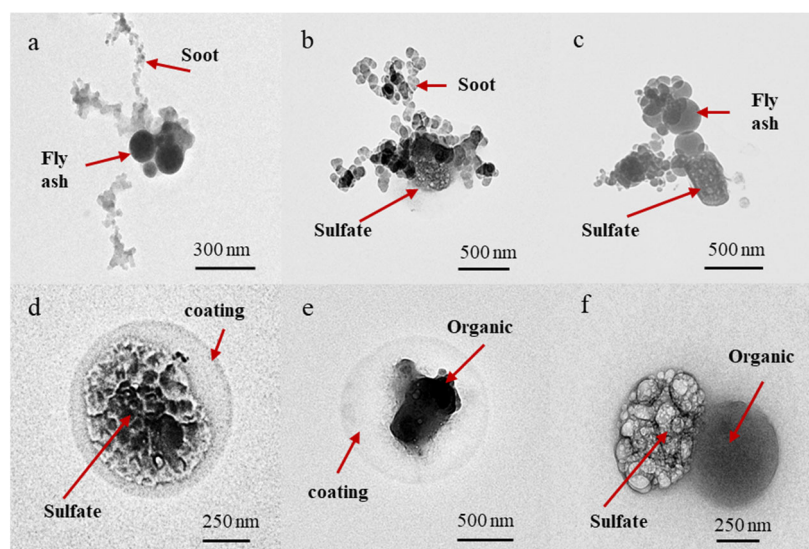 a
Soot
Fly
ash
300 nm
b
Soot
Sulfate
500 nm
c
Fly
ash
Sulfate
500 nm
d
coating
Sulfate
250 nm
e
Organic
coating
500 nm
f
Organic
Sulfate
250 nm